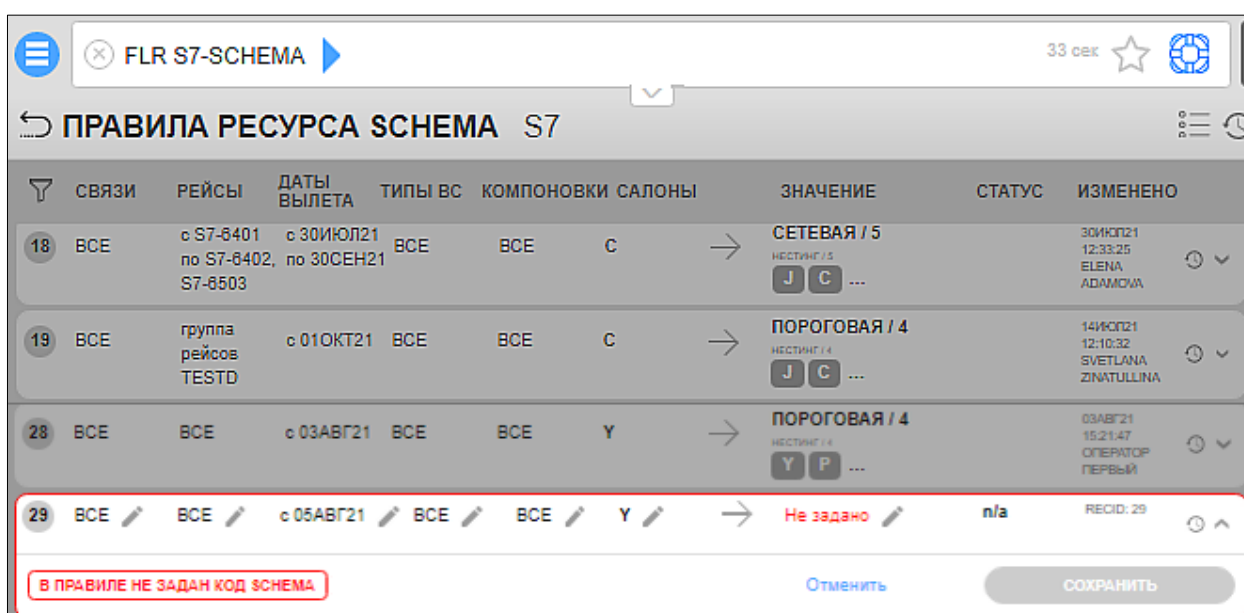 FLR S7-SCHEMA 33 сек
ПРАВИЛА РЕСУРСА SCHEMA S7
СВЯЗИ РЕЙСЫ ДАТЫ ВЫЛЕТА ТИПЫ ВС КОМПОНОВКИ САЛОНЫ ЗНАЧЕНИЕ СТАТУС ИЗМЕНЕНО
18 ВСЕ
с S7-6401
по S7-6402,
S7-6503
с 30ИЮЛ21
по 30СЕН21
ВСЕ ВСЕ C
СЕТЕВАЯ / 5
НЕСТИНГ / 5
J C ...
30ИЮЛ21
12:33:25
ELENA
ADAMOVA
19 ВСЕ
группа
рейсов
TESTD
с 01ОКТ21 ВСЕ ВСЕ C
ПОРОГОВАЯ / 4
НЕСТИНГ / 4
J C ...
14ИЮЛ21
12:10:32
SVETLANA
ZINATULLINA
28 ВСЕ ВСЕ с 03АВГ21 ВСЕ ВСЕ Y
ПОРОГОВАЯ / 4
НЕСТИНГ / 4
Y P ...
03АВГ21
15:21:47
ОПЕРАТОР
ПЕРВЫЙ
29 ВСЕ ВСЕ с 05АВГ21 ВСЕ ВСЕ Y Не задано n/a RECID: 29
В ПРАВИЛЕ НЕ ЗАДАН КОД SCHEMA Отменить СОХРАНИТЬ